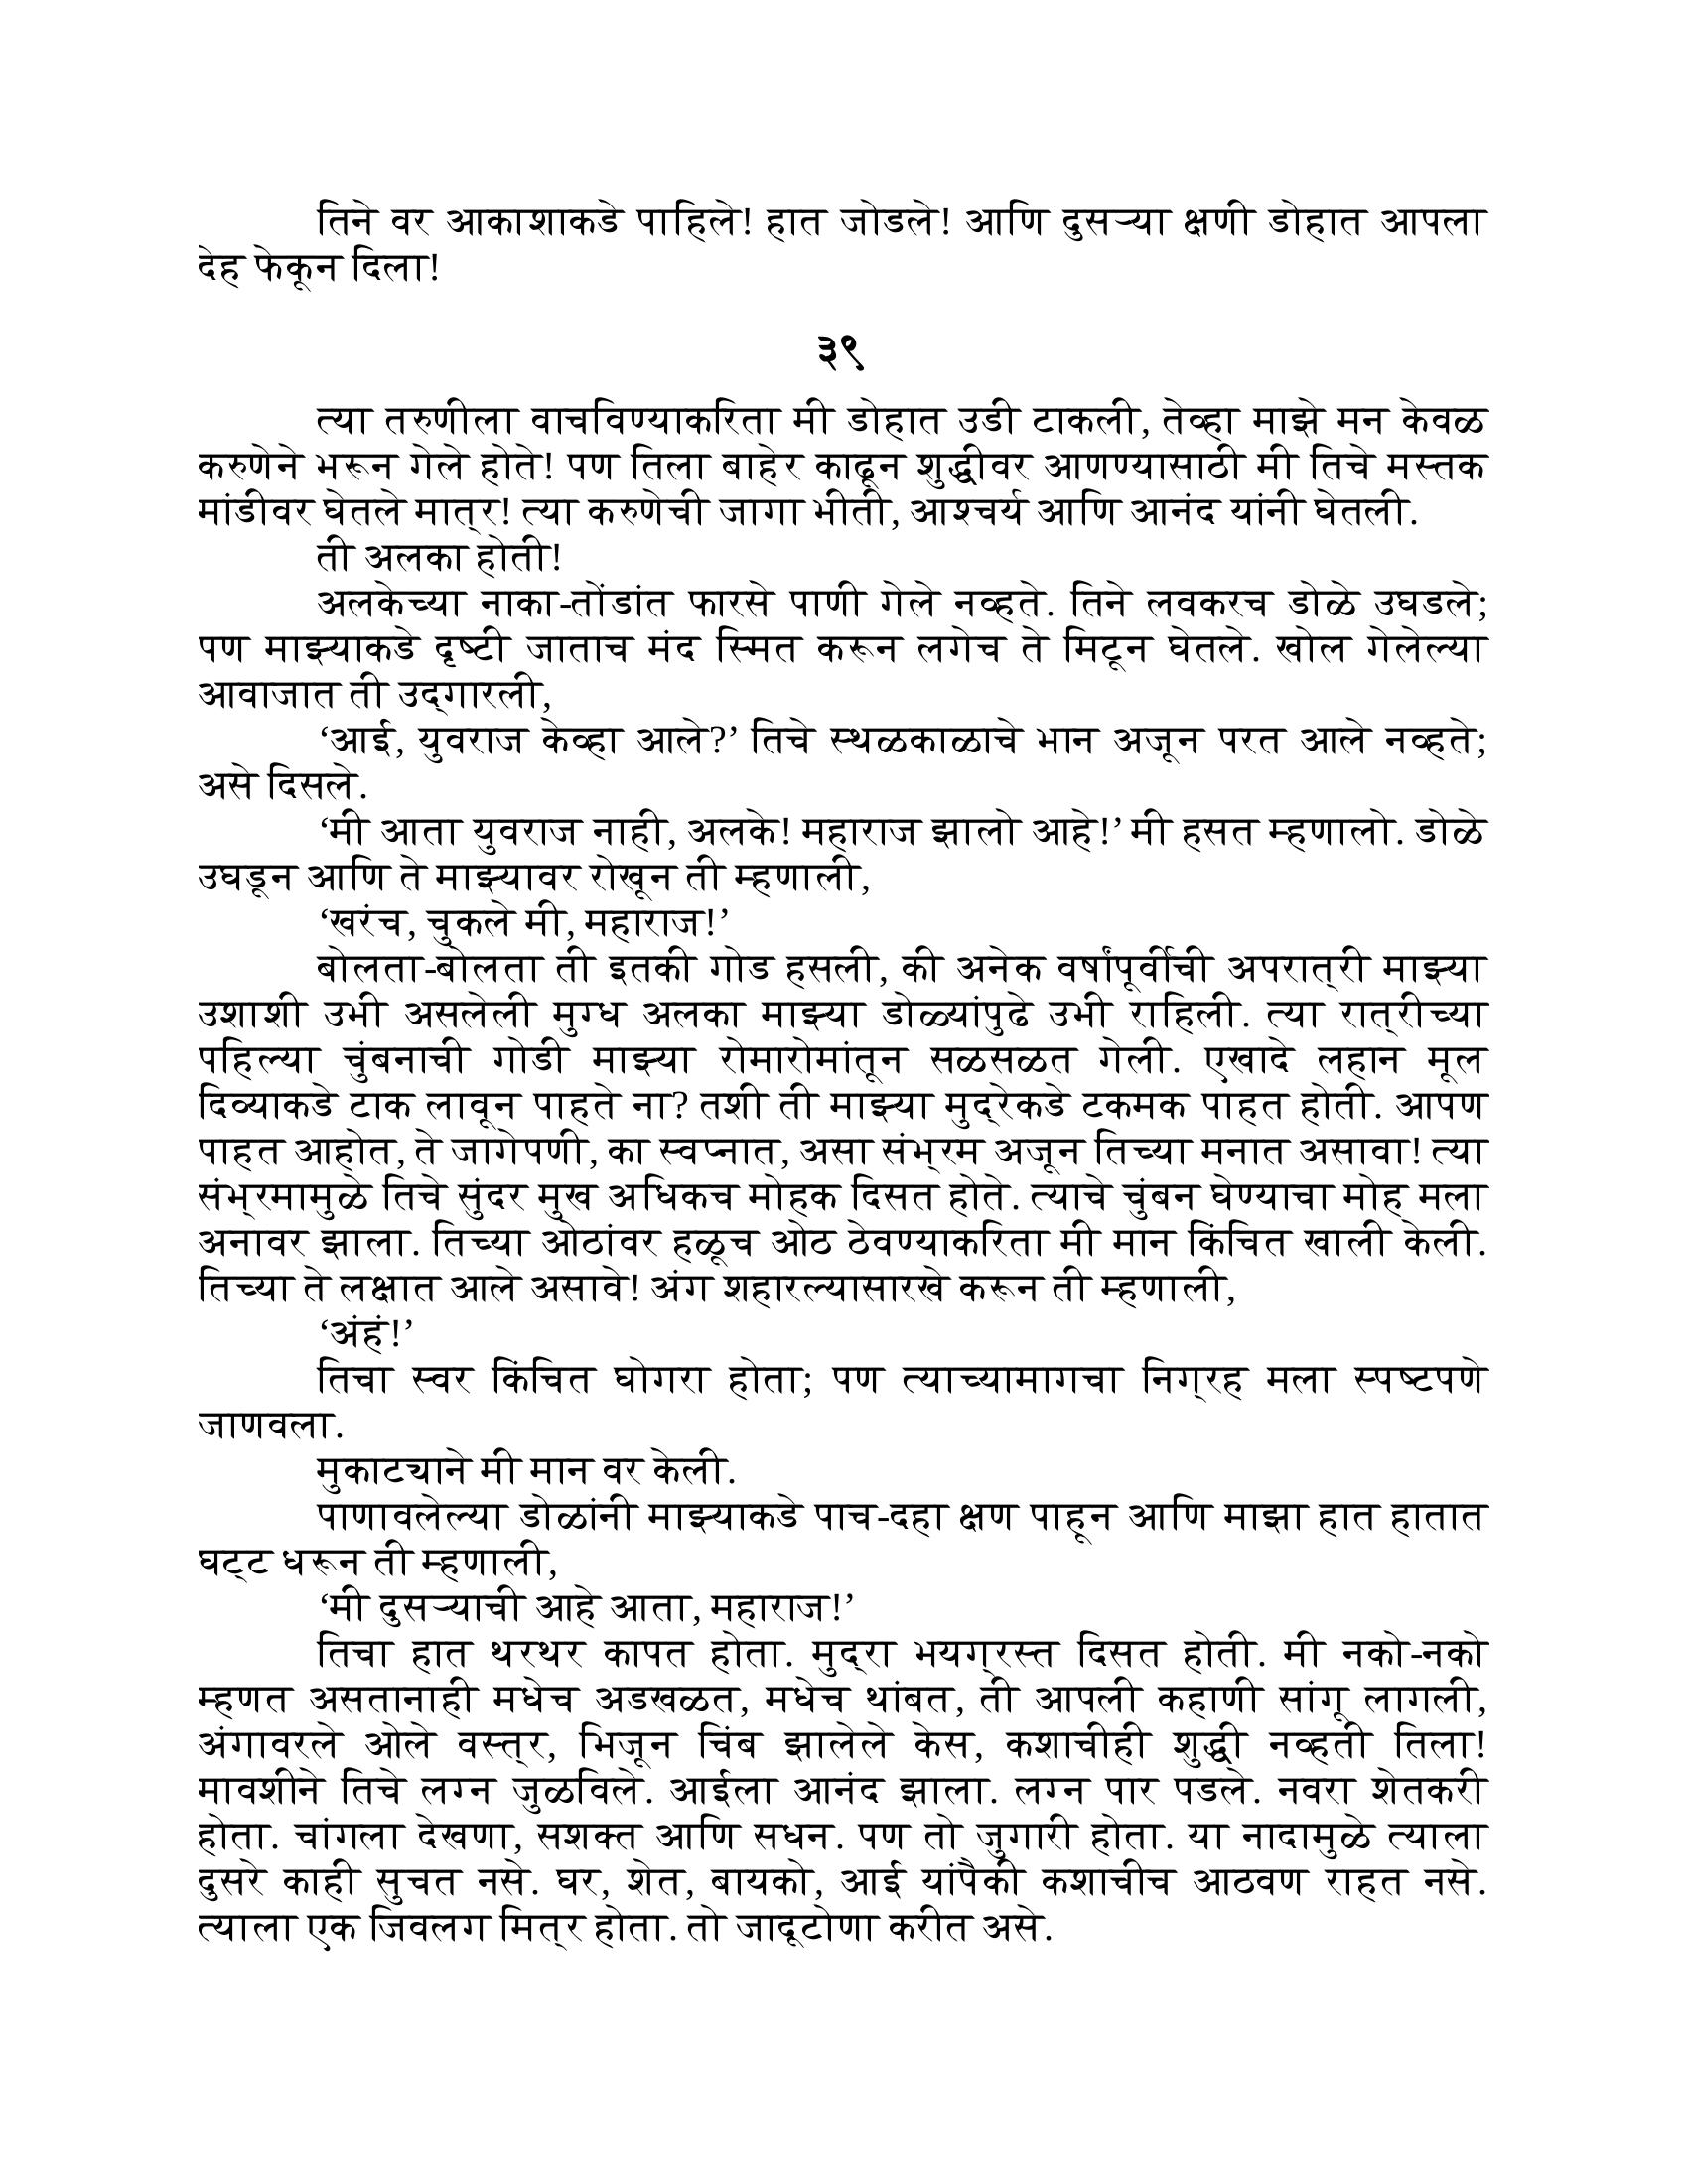 तिने वर आकाशाकडे पाहिले! हात जोडले! आणि दुसऱ्या क्षणी डोहात आपला
देह फेकून दिला!
३९
त्या तरुणीला वाचविण्याकरिता मी डोहात उडी टाकली, तेव्हा माझे मन केवळ
करुणेने भरून गेले होते! पण तिला बाहेर काढून शुद्धीवर आणण्यासाठी मी तिचे मस्तक
मांडीवर घेतले मात्र! त्या करुणेची जागा भीती, आश्चर्य आणि आनंद यांनी घेतली.
ती अलका होती!
अलकेच्या नाका-तोंडांत फारसे पाणी गेले नव्हते. तिने लवकरच डोळे उघडले;
पण माझ्याकडे दृष्टी जाताच मंद स्मित करून लगेच ते मिटून घेतले. खोल गेलेल्या
आवाजात ती उद्‌गारली,
‘आई, युवराज केव्हा आले?’ तिचे स्थळकाळाचे भान अजून परत आले नव्हते;
असे दिसले.
‘मी आता युवराज नाही, अलके! महाराज झालो आहे!’ मी हसत म्हणालो. डोळे
उघडून आणि ते माझ्यावर रोखून ती म्हणाली,
‘खरंच, चुकले मी, महाराज!’
बोलता-बोलता ती इतकी गोड हसली, की अनेक वर्षांपूर्वीची अपरात्री माझ्या
उशाशी उभी असलेली मुग्ध अलका माझ्या डोळ्यांपुढे उभी राहिली. त्या रात्रीच्या
पहिल्या चुंबनाची गोडी माझ्या रोमारोमांतून सळसळत गेली. एखादे लहान मूल
दिव्याकडे टाक लावून पाहते ना? तशी ती माझ्या मुद्रेकडे टकमक पाहत होती. आपण
पाहत आहोत, ते जागेपणी, का स्वप्नात, असा संभ्रम अजून तिच्या मनात असावा! त्या
संभ्रमामुळे तिचे सुंदर मुख अधिकच मोहक दिसत होते. त्याचे चुंबन घेण्याचा मोह मला
अनावर झाला. तिच्या ओठांवर हळूच ओठ ठेवण्याकरिता मी मान किंचित खाली केली.
तिच्या ते लक्षात आले असावे! अंग शहारल्यासारखे करून ती म्हणाली,
‘अंहं!’
तिचा स्वर किंचित घोगरा होता; पण त्याच्यामागचा निग्रह मला स्पष्टपणे
जाणवला.
मुकाट्याने मी मान वर केली.
पाणावलेल्या डोळांनी माझ्याकडे पाच-दहा क्षण पाहून आणि माझा हात हातात
घट्ट धरून ती म्हणाली,
‘मी दुसऱ्याची आहे आता, महाराज!’
तिचा हात थरथर कापत होता. मुद्रा भयग्रस्त दिसत होती. मी नको-नको
म्हणत असतानाही मधेच अडखळत, मधेच थांबत, ती आपली कहाणी सांगू लागली,
अंगावरले ओले वस्त्र, भिजून चिंब झालेले केस, कशाचीही शुद्धी नव्हती तिला!
मावशीने तिचे लग्न जुळविले. आईला आनंद झाला. लग्न पार पडले. नवरा शेतकरी
होता. चांगला देखणा, सशक्त आणि सधन. पण तो जुगारी होता. या नादामुळे त्याला
दुसरे काही सुचत नसे. घर, शेत, बायको, आई यांपैकी कशाचीच आठवण राहत नसे.
त्याला एक जिवलग मित्र होता. तो जादूटोणा करीत असे.